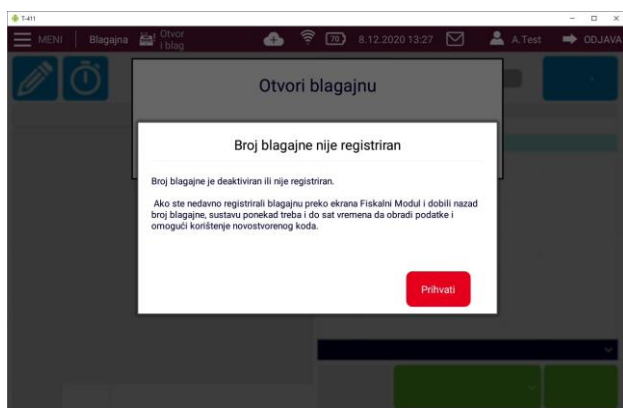 T-411
MENI
Blagajna
Otvor
i blag
70
8.12.2020 13:27
A.Test
ODJAVA
Otvori blagajnu
Broj blagajne nije registriran
Broj blagajne je deaktiviran ili nije registriran.
Ako ste nedavno registrirali blagajnu preko ekrana Fiskalni Modul i dobili nazad
broj blagajne, sustavu ponekad treba i do sat vremena da obradi podatke i
omogući korištenje novostvorenog koda.
Prihvati